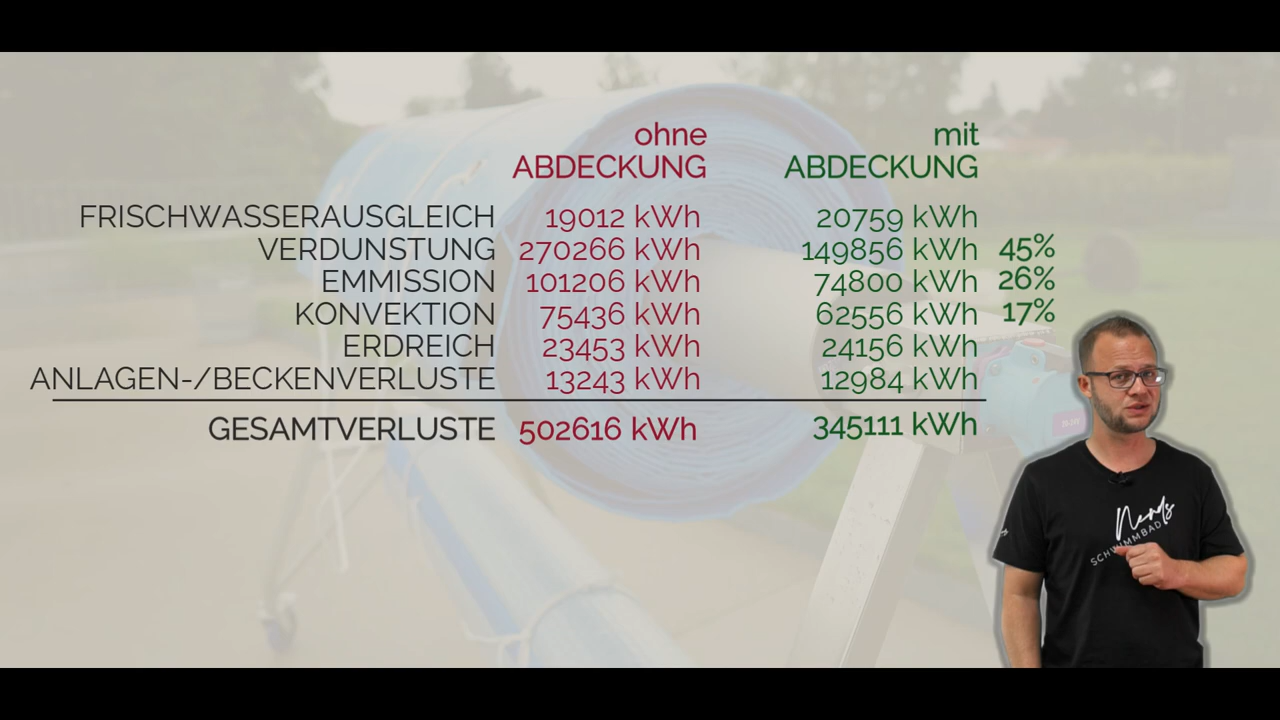 ohne mit
ABDECKUNG ABDECKUNG
FRISCHWASSERAUSGLEICH 19012 kWh 20759 kWh
VERDUNSTUNG 270266 kWh 149856 kWh 45%
EMMISSION 101206 kWh 74800 kWh 26%
KONVEKTION 75436 kWh 62556 kWh 17%
ERDREICH 23453 kWh 24156 kWh
ANLAGEN-/BECKENVERLUSTE 13243 kWh 12984 kWh
GESAMTVERLUSTE 502616 kWh 345111 kWh
Nerds
SCHWIMMBAD